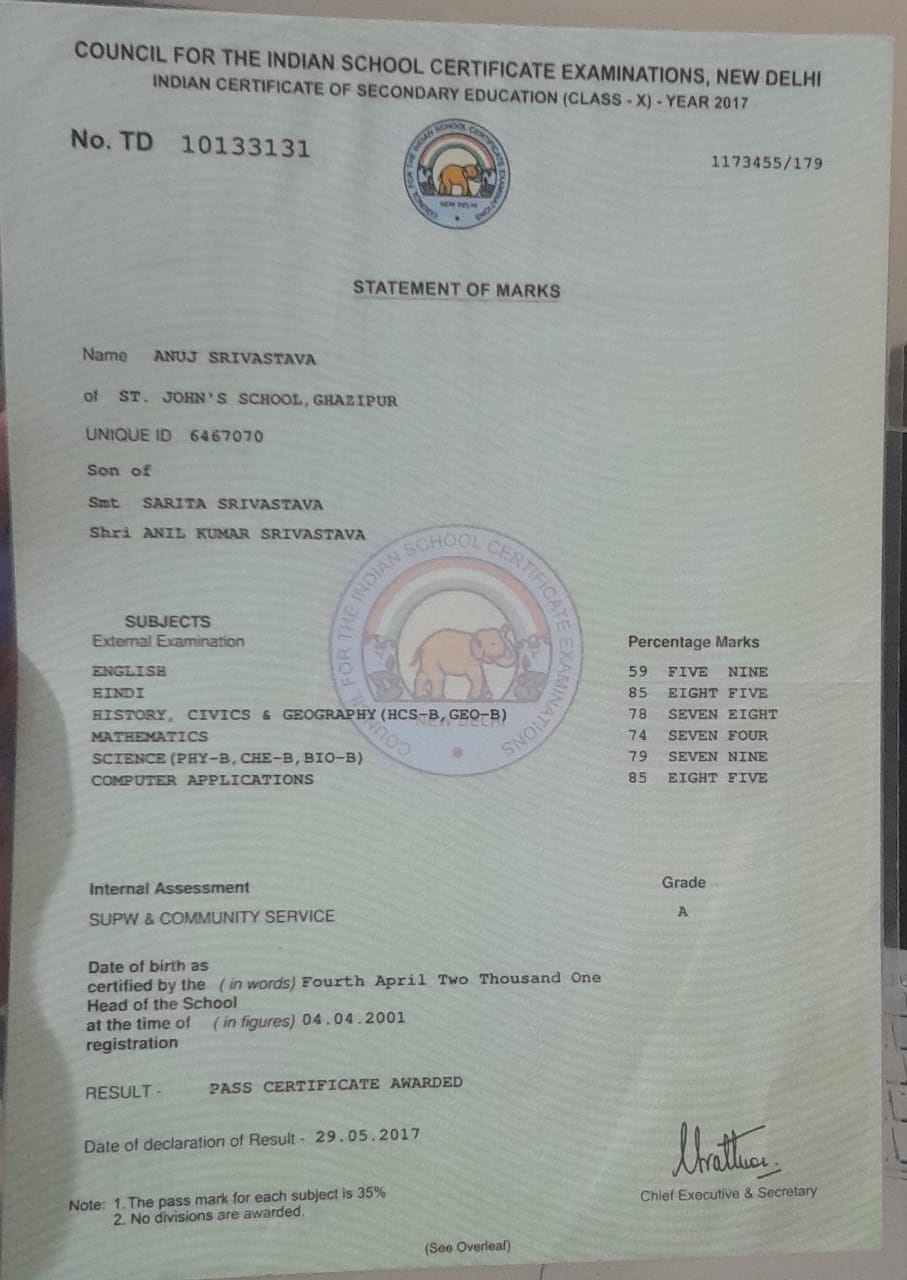 COUNCIL FOR THE INDIAN SCHOOL CERTIFICATE EXAMINATIONS, NEW DELHI
INDIAN CERTIFICATE OF SECONDARY EDUCATION (CLASS - X) - YEAR 2017
No. TD 10133131
1173455/179
COUNCIL FOR THE INDIAN SCHOOL CERTIFICATE EXAMINATIONS
NEW DELHI
STATEMENT OF MARKS
Name ANUJ SRIVASTAVA
of ST. JOHN'S SCHOOL,GHAZIPUR
UNIQUE ID 6467070
Son of
Smt SARITA SRIVASTAVA
Shri ANIL KUMAR SRIVASTAVA
COUNCIL FOR THE INDIAN SCHOOL CERTIFICATE EXAMINATIONS
NEW DELHI
SUBJECTS
External Examination Percentage Marks
ENGLISH 59 FIVE NINE
HINDI 85 EIGHT FIVE
HISTORY, CIVICS & GEOGRAPHY(HCS-B,GEO-B) 78 SEVEN EIGHT
MATHEMATICS 74 SEVEN FOUR
SCIENCE(PHY-B,CHE-B,BIO-B) 79 SEVEN NINE
COMPUTER APPLICATIONS 85 EIGHT FIVE
Internal Assessment Grade
SUPW & COMMUNITY SERVICE A
Date of birth as
certified by the (in words) Fourth April Two Thousand One
Head of the School
at the time of (in figures) 04.04.2001
registration
RESULT - PASS CERTIFICATE AWARDED
Date of declaration of Result - 29.05.2017
Chief Executive & Secretary
Note: 1. The pass mark for each subject is 35%
2. No divisions are awarded.
(See Overleaf)